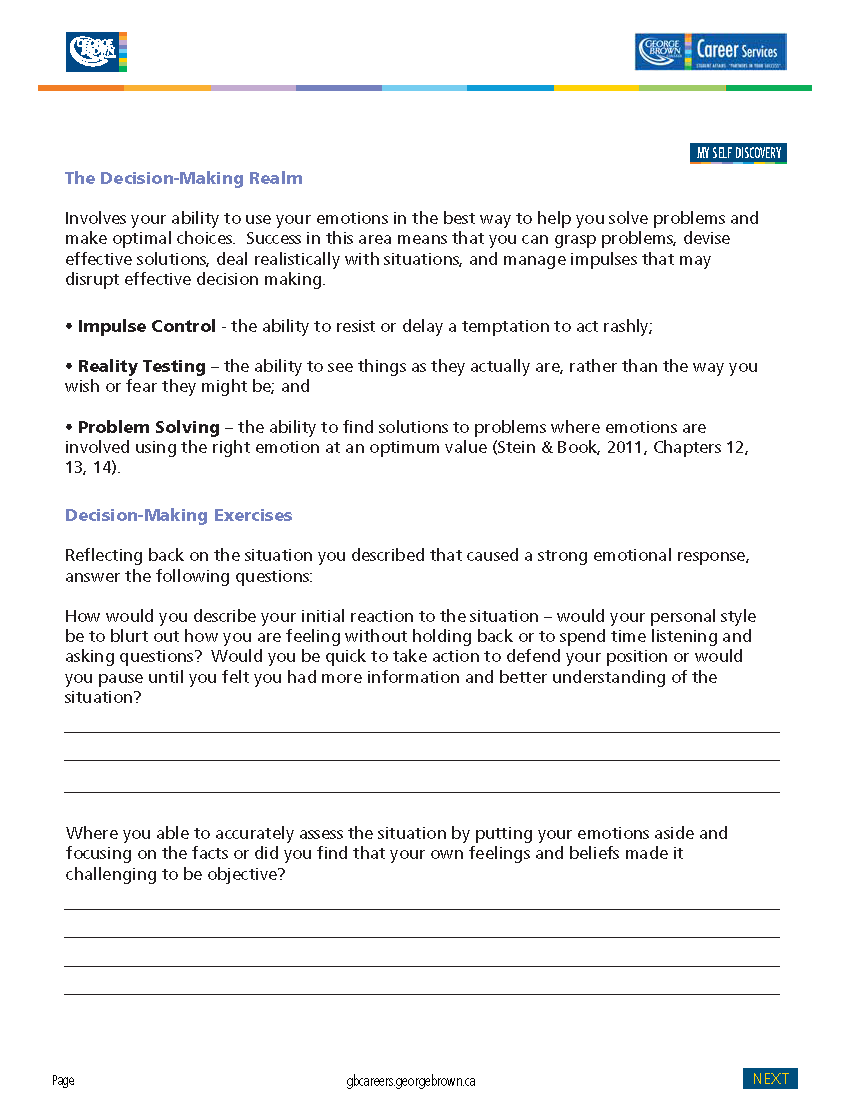 GEORGE
BROWN
GEORGE
BROWN
Career Services
STUDENT AFFAIRS: "PARTNERS IN YOUR SUCCESS"
MY SELF DISCOVERY
The Decision-Making Realm
Involves your ability to use your emotions in the best way to help you solve problems and
make optimal choices.  Success in this area means that you can grasp problems, devise
effective solutions, deal realistically with situations, and manage impulses that may
disrupt effective decision making.
• Impulse Control - the ability to resist or delay a temptation to act rashly;
• Reality Testing – the ability to see things as they actually are, rather than the way you
wish or fear they might be; and
• Problem Solving – the ability to find solutions to problems where emotions are
involved using the right emotion at an optimum value (Stein & Book, 2011, Chapters 12,
13, 14).
Decision-Making Exercises
Reflecting back on the situation you described that caused a strong emotional response,
answer the following questions:
How would you describe your initial reaction to the situation – would your personal style
be to blurt out how you are feeling without holding back or to spend time listening and
asking questions?  Would you be quick to take action to defend your position or would
you pause until you felt you had more information and better understanding of the
situation?
Where you able to accurately assess the situation by putting your emotions aside and
focusing on the facts or did you find that your own feelings and beliefs made it
challenging to be objective?
Page
gbcareers.georgebrown.ca
NEXT